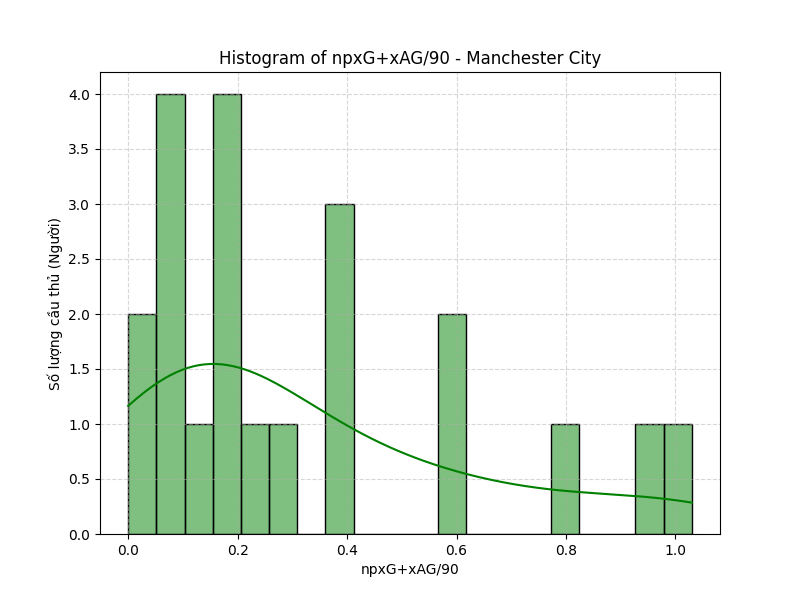 Histogram of npxG+xAG/90 - Manchester City
4.0
3.5
3.0
2.5
2.0
1.5
1.0
0.5
0.0
Số lượng cầu thủ (Người)
0.0 0.2 0.4 0.6 0.8 1.0
npxG+xAG/90